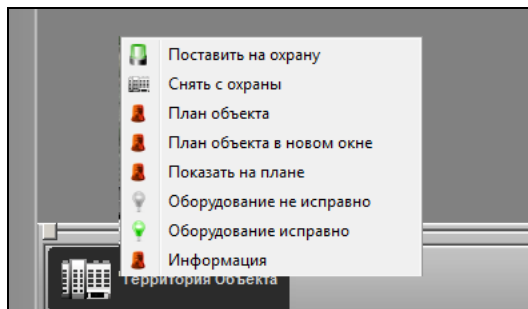 Поставить на охрану
Снять с охраны
План объекта
План объекта в новом окне
Показать на плане
Оборудование не исправно
Оборудование исправно
Информация
Территория Объекта